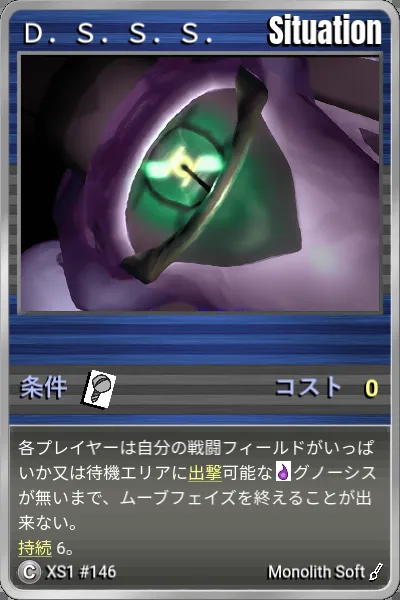 Ｄ．Ｓ．Ｓ．Ｓ．
Situation
条件
コスト 0
各プレイヤーは自分の戦闘フィールドがいっぱ
いか又は待機エリアに出撃可能なグノーシス
が無いまで、ムーブフェイズを終えることが出
来ない。
持続 6。
C XS1 #146
Monolith Soft